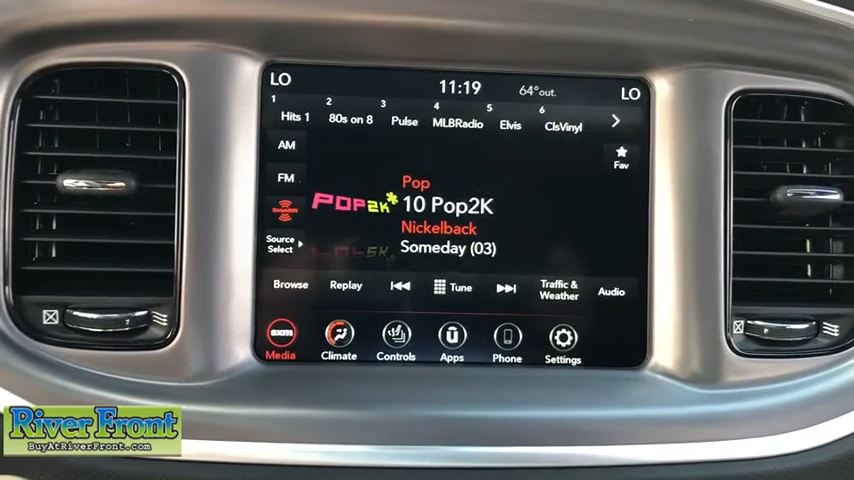 LO 11:19 64°out. LO
1 2 3 4 5 6
Hits 1 80s on 8 Pulse MLBRadio Elvis ClsVinyl
AM
Fav
FM
Pop
POP2K* 10 Pop2K
SiriusXM
Nickelback
Source
Select
Someday (03)
Browse Replay Tune Traffic &
Weather Audio
sxm
Media Climate Controls Apps Phone Settings
River Front
BuyAtRiverFront.com